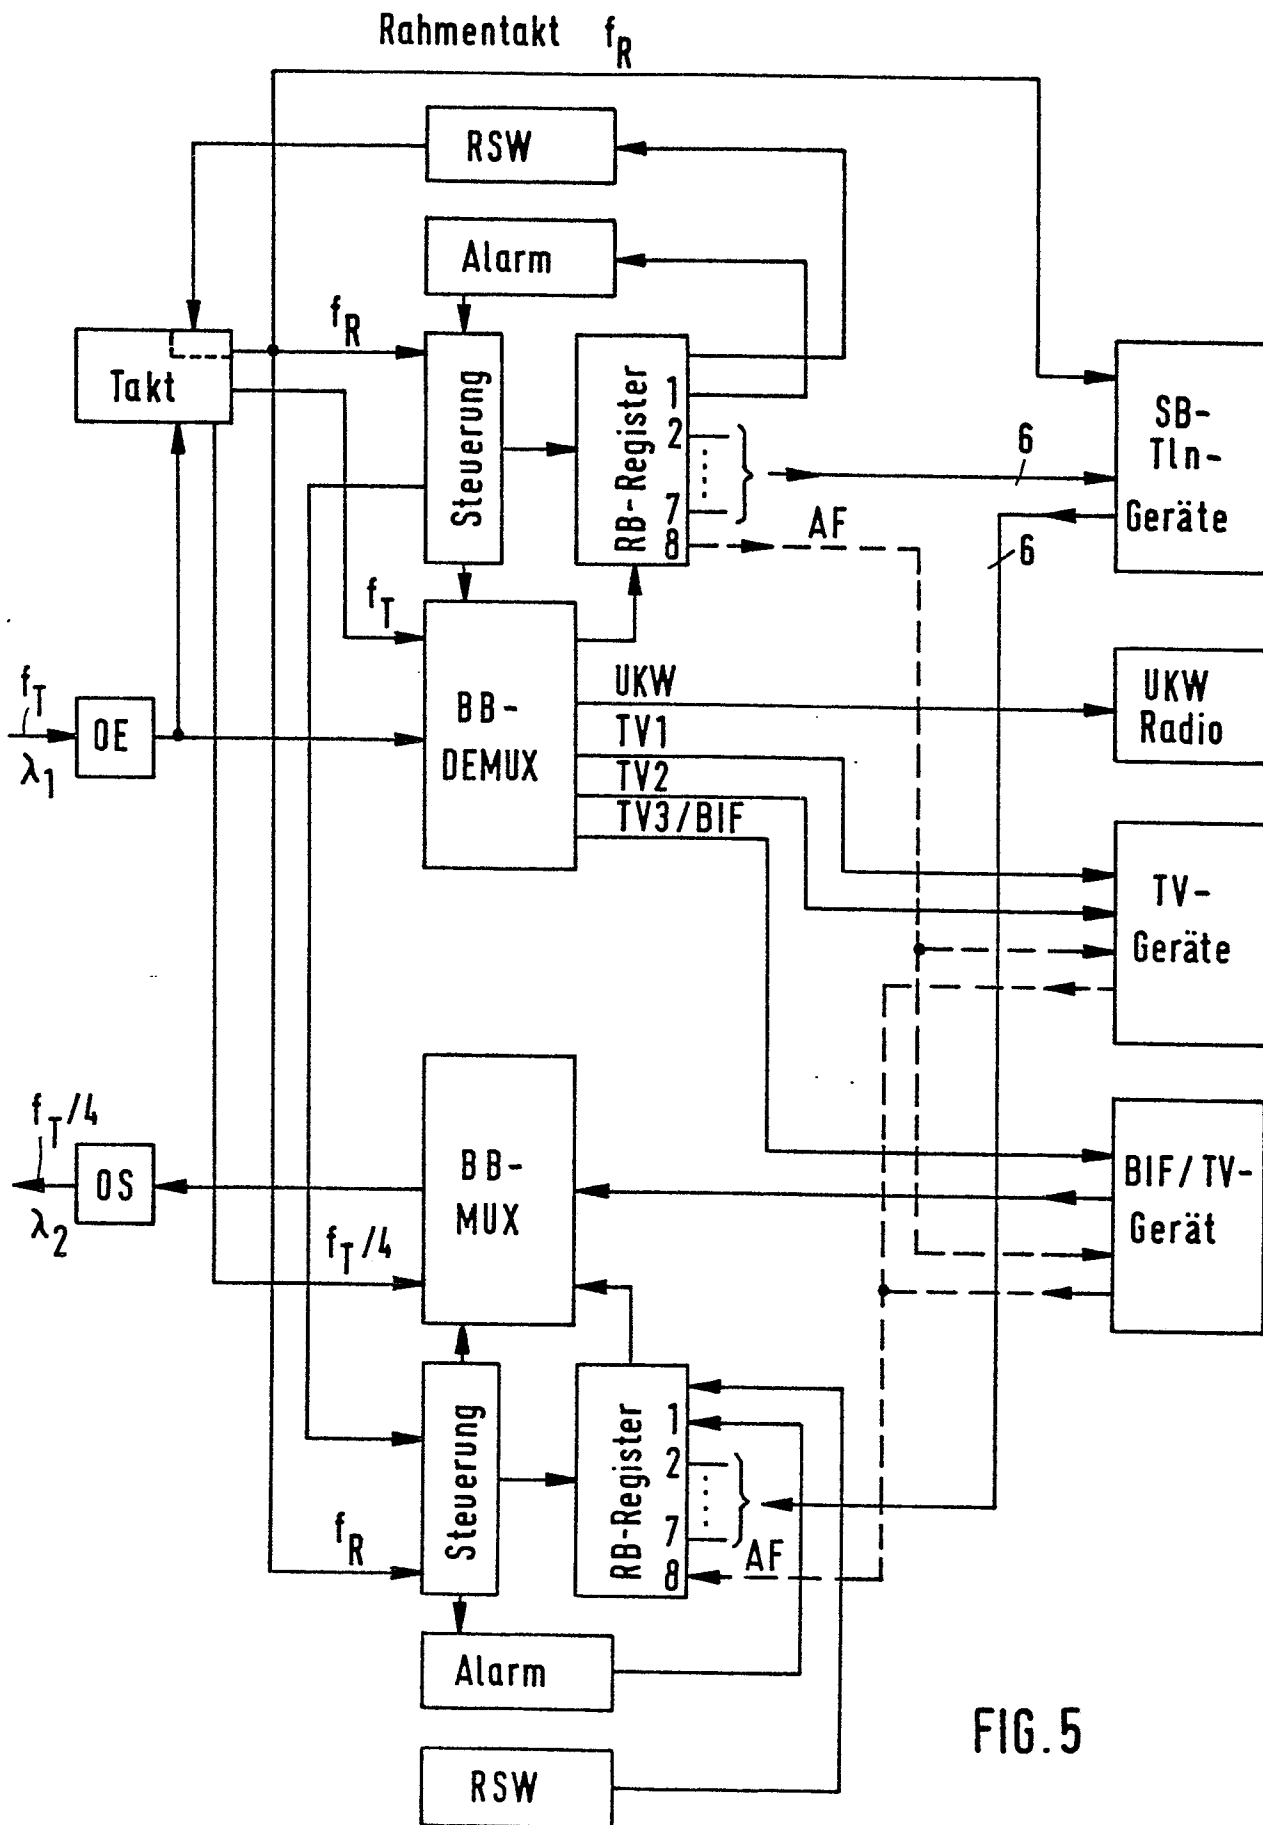 Rahmentakt f_R
RSW
Alarm
f_R
Takt
Steuerung
RB-Register
1
2
7
8
AF
6
6
SB-
Tln-
Geräte
f_T
f_T
λ1
OE
BB-
DEMUX
UKW
TV1
TV2
TV3/BIF
UKW
Radio
TV-
Geräte
f_T/4
λ2
OS
BB-
MUX
f_T/4
BIF/TV-
Gerät
Steuerung
RB-Register
1
2
7
8
AF
f_R
Alarm
RSW
FIG.5